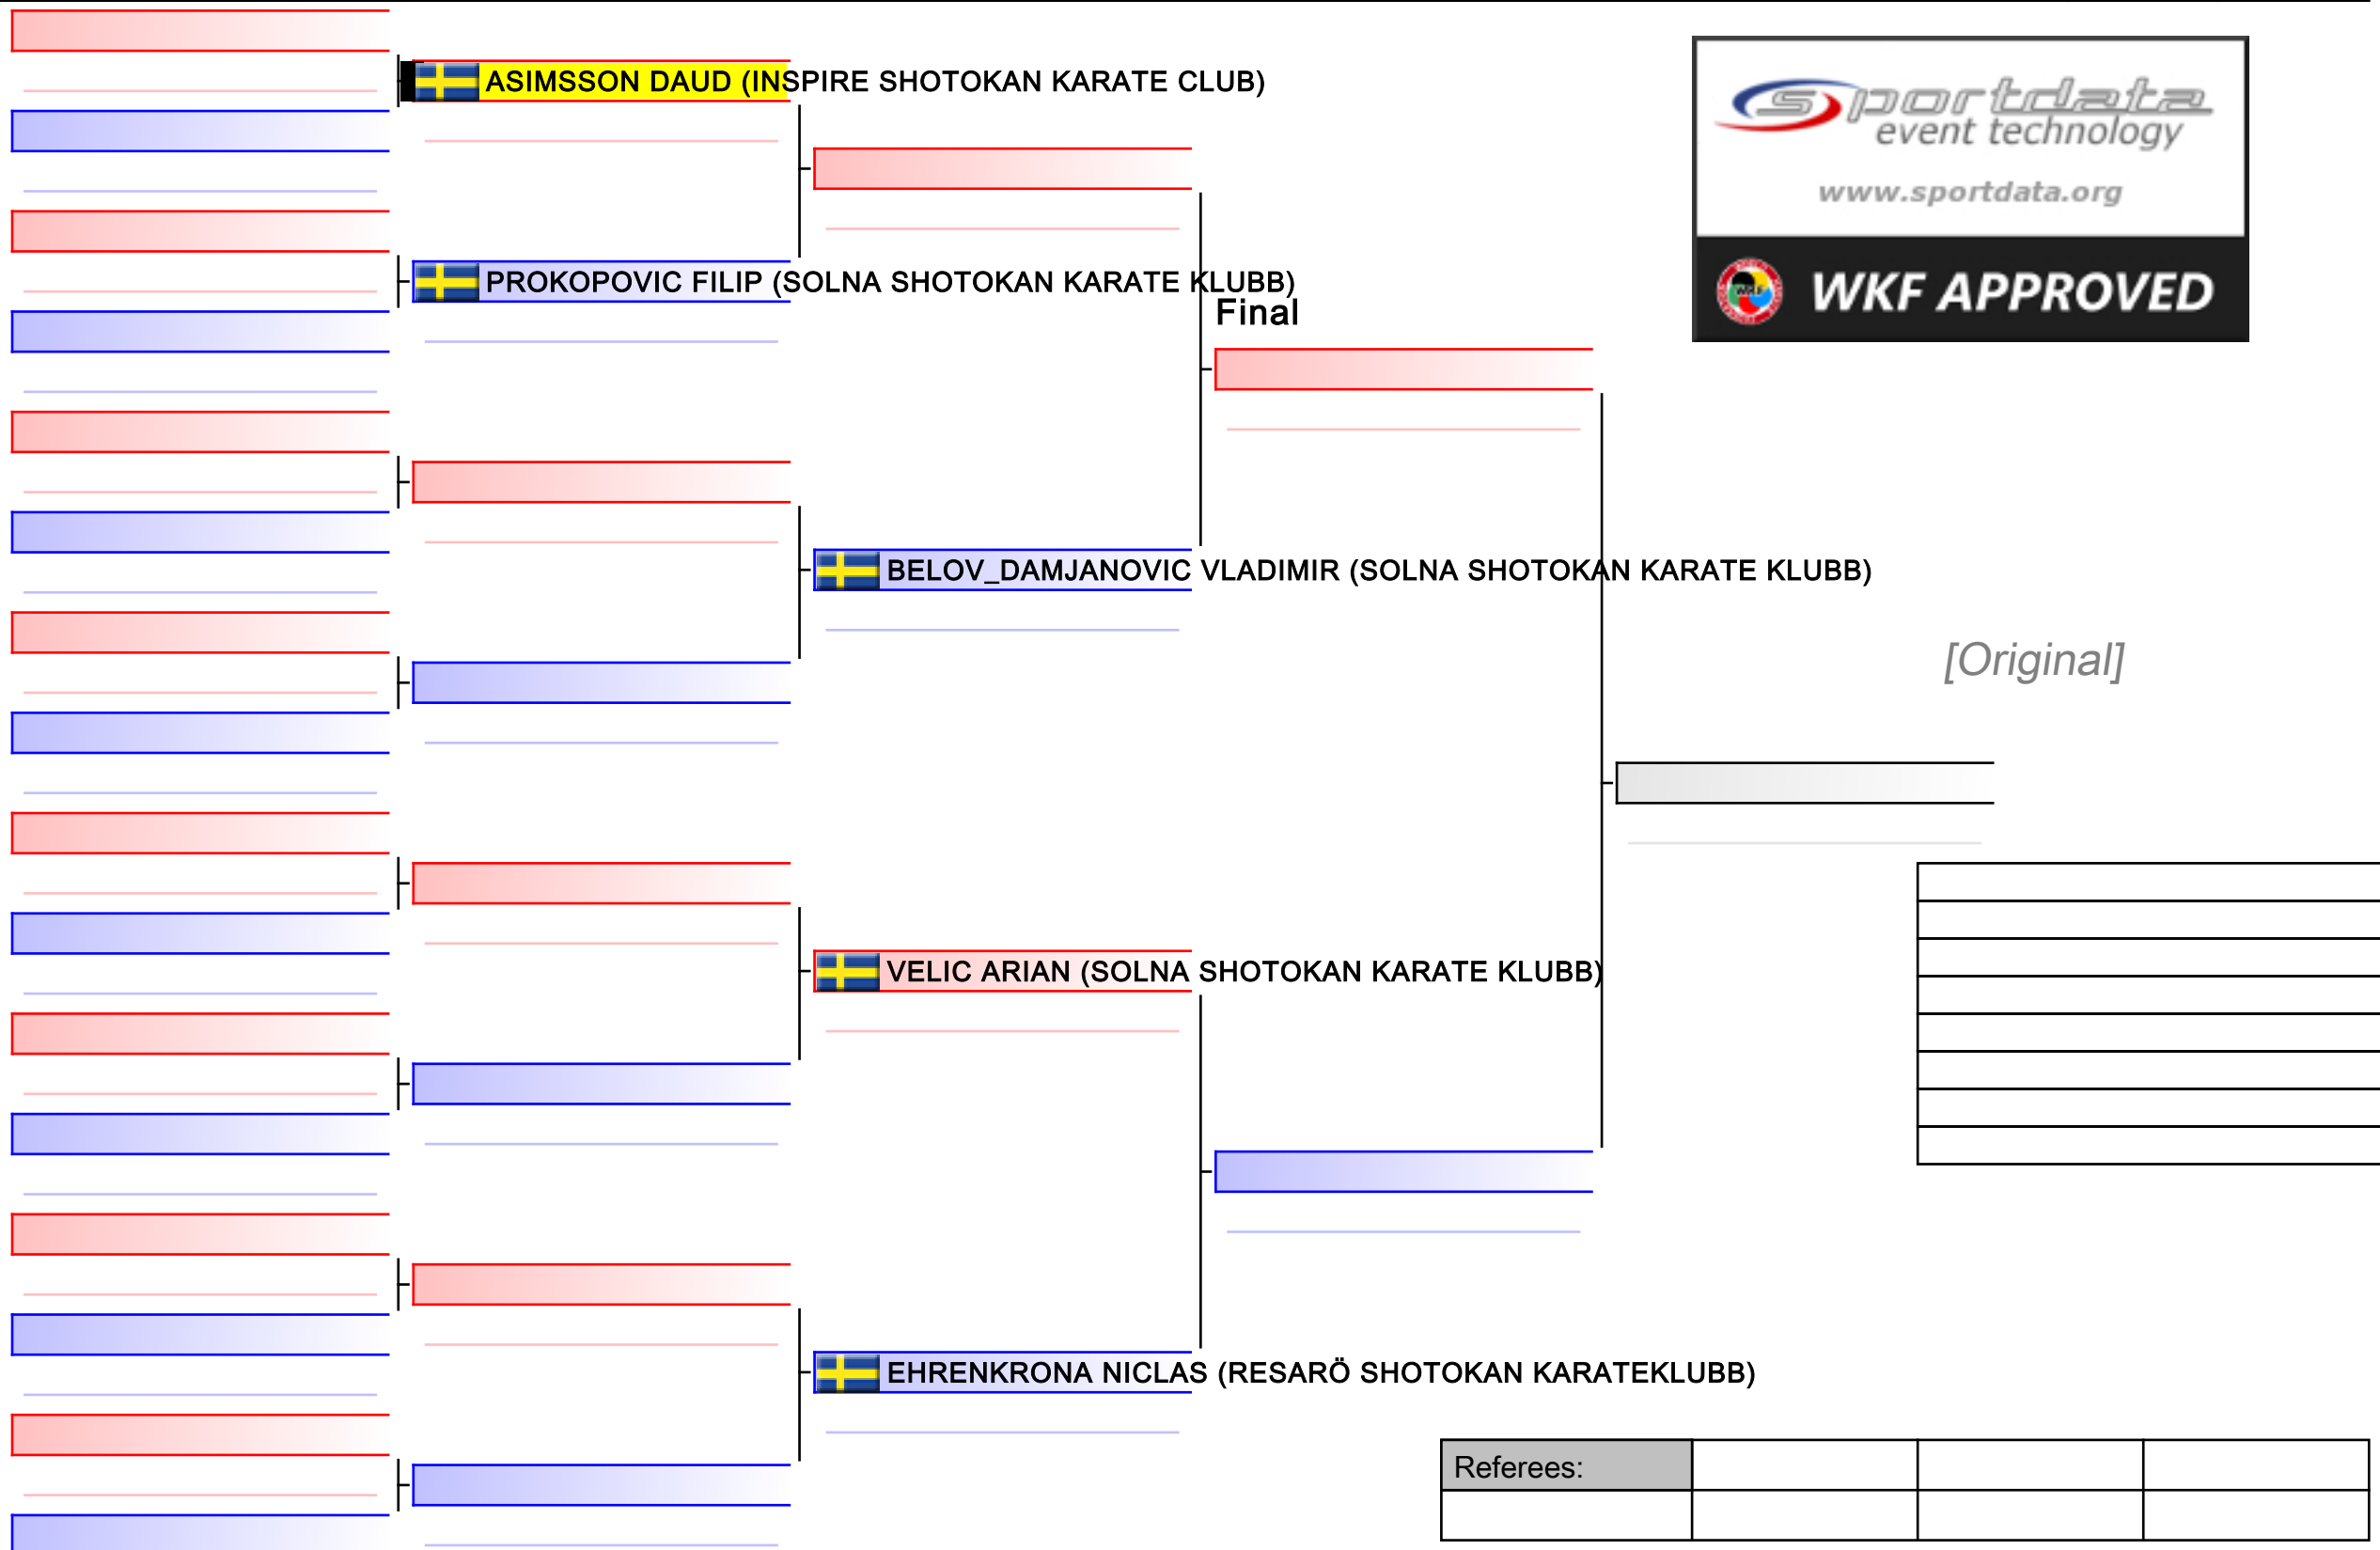 ASIMSSON DAUD (INSPIRE SHOTOKAN KARATE CLUB)
sportdata
event technology
www.sportdata.org
WKF APPROVED
PROKOPOVIC FILIP (SOLNA SHOTOKAN KARATE KLUBB)
Final
BELOV_DAMJANOVIC VLADIMIR (SOLNA SHOTOKAN KARATE KLUBB)
[Original]
VELIC ARIAN (SOLNA SHOTOKAN KARATE KLUBB)
EHRENKRONA NICLAS (RESARÖ SHOTOKAN KARATEKLUBB)
Referees: